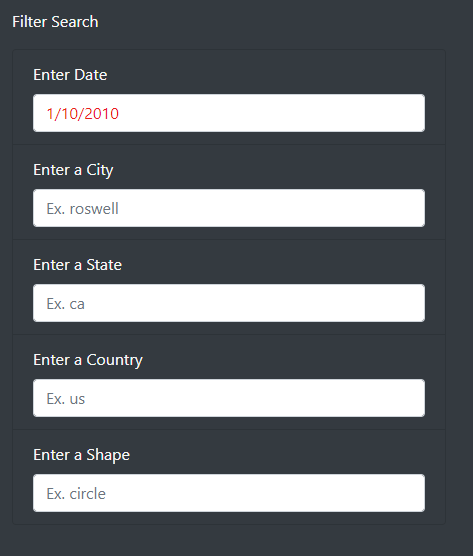 Filter Search
Enter Date
1/10/2010
Enter a City
Ex. roswell
Enter a State
Ex. ca
Enter a Country
Ex. us
Enter a Shape
Ex. circle